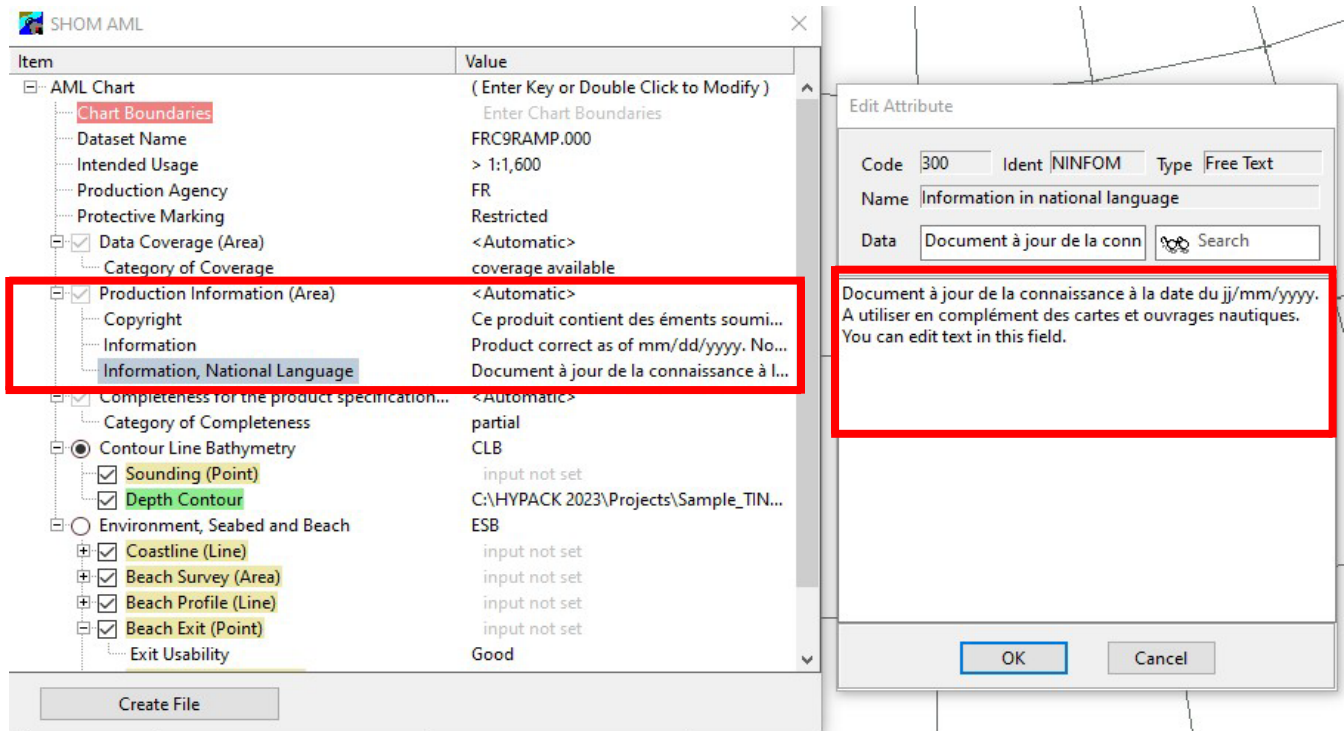 SHOM AML
Item Value
AML Chart ( Enter Key or Double Click to Modify )
Chart Boundaries Enter Chart Boundaries
Dataset Name FRC9RAMP.000
Intended Usage > 1:1,600
Production Agency FR
Protective Marking Restricted
Data Coverage (Area) <Automatic>
Category of Coverage coverage available
Production Information (Area) <Automatic>
Copyright Ce produit contient des éments soumi...
Information Product correct as of mm/dd/yyyy. No...
Information, National Language Document à jour de la connaissance à l...
Completeness for the product specification... <Automatic>
Category of Completeness partial
Contour Line Bathymetry CLB
Sounding (Point) input not set
Depth Contour C:\HYPACK 2023\Projects\Sample_TIN...
Environment, Seabed and Beach ESB
Coastline (Line) input not set
Beach Survey (Area) input not set
Beach Profile (Line) input not set
Beach Exit (Point) input not set
Exit Usability Good
Create File
Edit Attribute
Code 300 Ident NINFOM Type Free Text
Name Information in national language
Data Document à jour de la conn Search
Document à jour de la connaissance à la date du jj/mm/yyyy.
A utiliser en complément des cartes et ouvrages nautiques.
You can edit text in this field.
OK Cancel